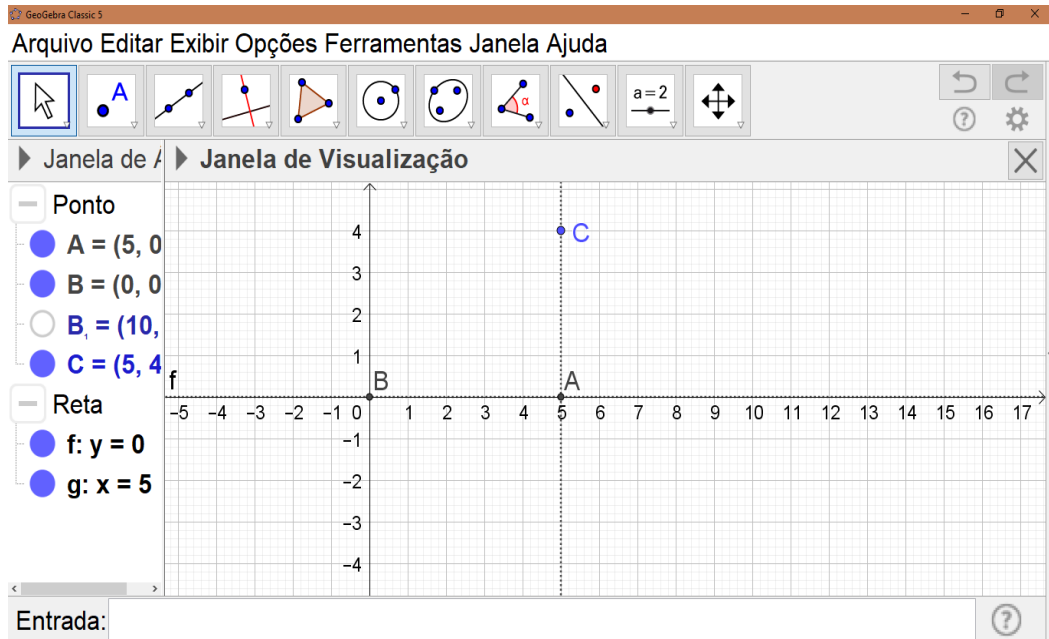 GeoGebra Classic 5
Arquivo Editar Exibir Opções Ferramentas Janela Ajuda
A
α
a = 2
?
Janela de A
Janela de Visualização
Ponto
A = (5, 0
B = (0, 0
B₁ = (10,
C = (5, 4
Reta
f: y = 0
g: x = 5
4
C
3
2
1
f
B
A
-5 -4 -3 -2 -1 0 1 2 3 4 5 6 7 8 9 10 11 12 13 14 15 16 17
-1
-2
-3
-4
Entrada:
?